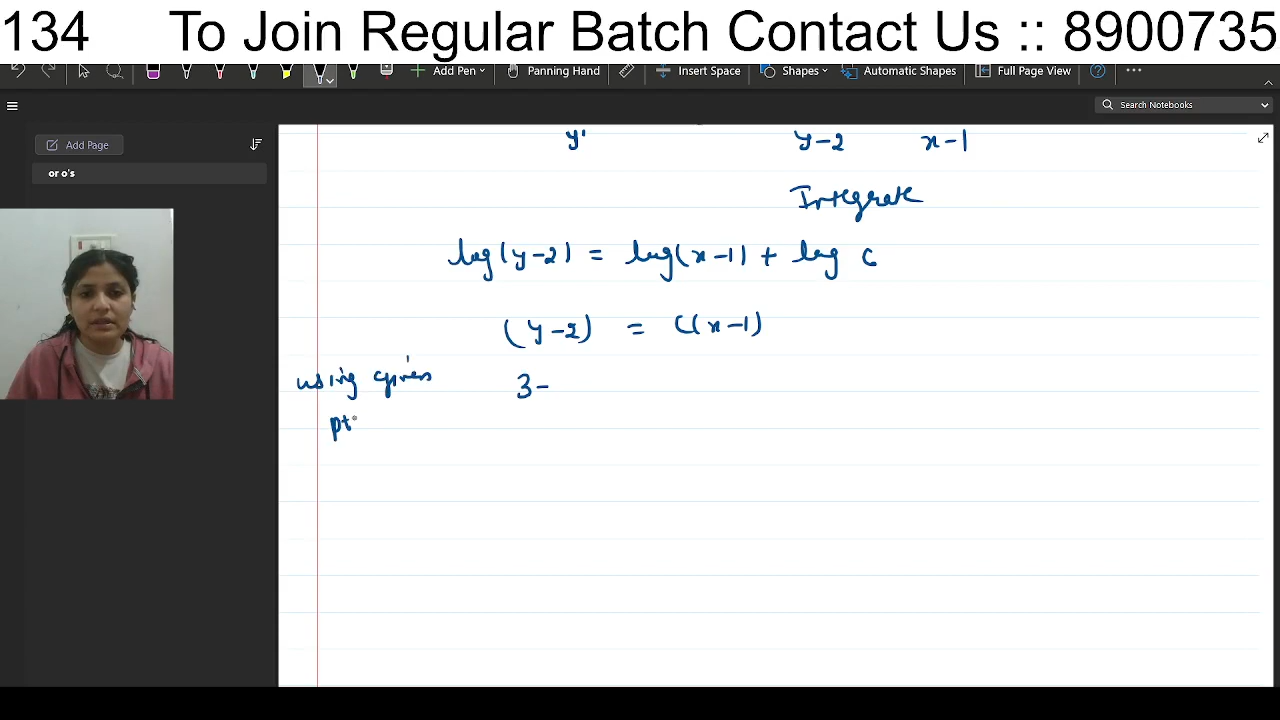 134 To Join Regular Batch Contact Us :: 8900735
Add Pen Panning Hand Insert Space Shapes Automatic Shapes Full Page View
Search Notebooks
Add Page
or o's
y' y-2 x-1
Integrate
log(y-2) = log(x-1) + log c
(y-2) = C(x-1)
using given 3-
pt